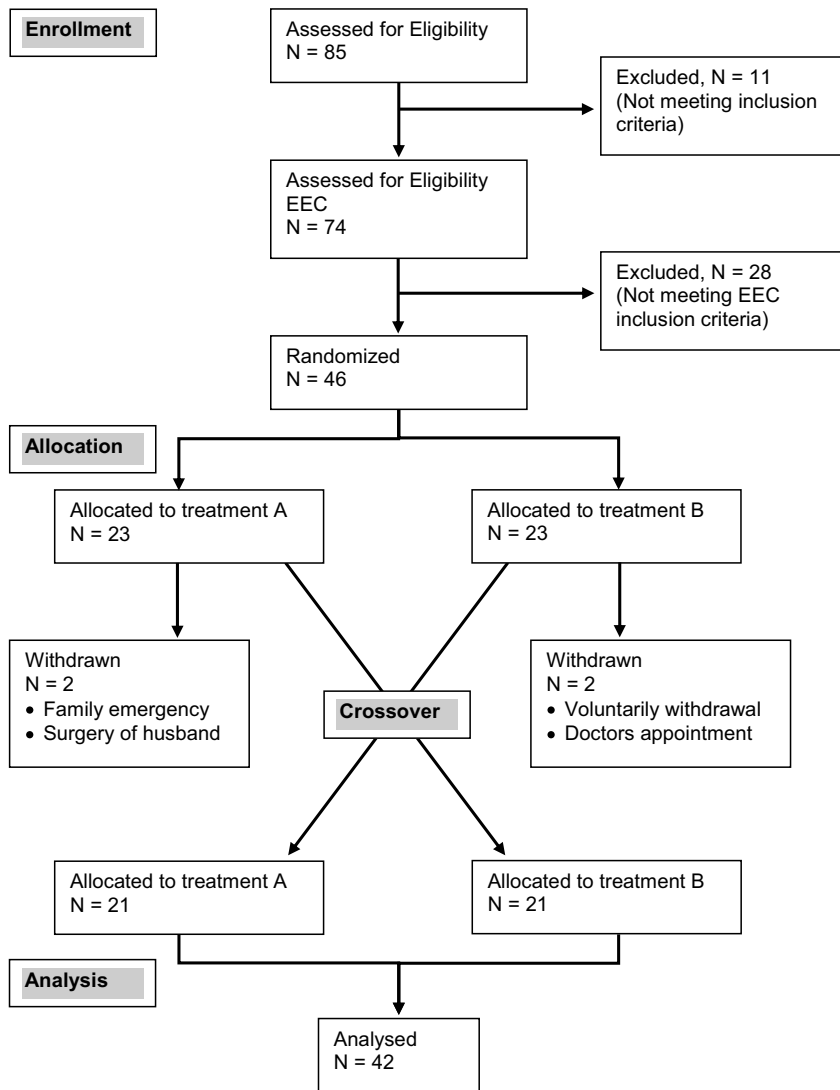 Enrollment
Assessed for Eligibility
N = 85
Excluded, N = 11
(Not meeting inclusion
criteria)
Assessed for Eligibility
EEC
N = 74
Excluded, N = 28
(Not meeting EEC
inclusion criteria)
Randomized
N = 46
Allocation
Allocated to treatment A
N = 23
Allocated to treatment B
N = 23
Withdrawn
N = 2
• Family emergency
• Surgery of husband
Withdrawn
N = 2
• Voluntarily withdrawal
• Doctors appointment
Crossover
Allocated to treatment A
N = 21
Allocated to treatment B
N = 21
Analysis
Analysed
N = 42